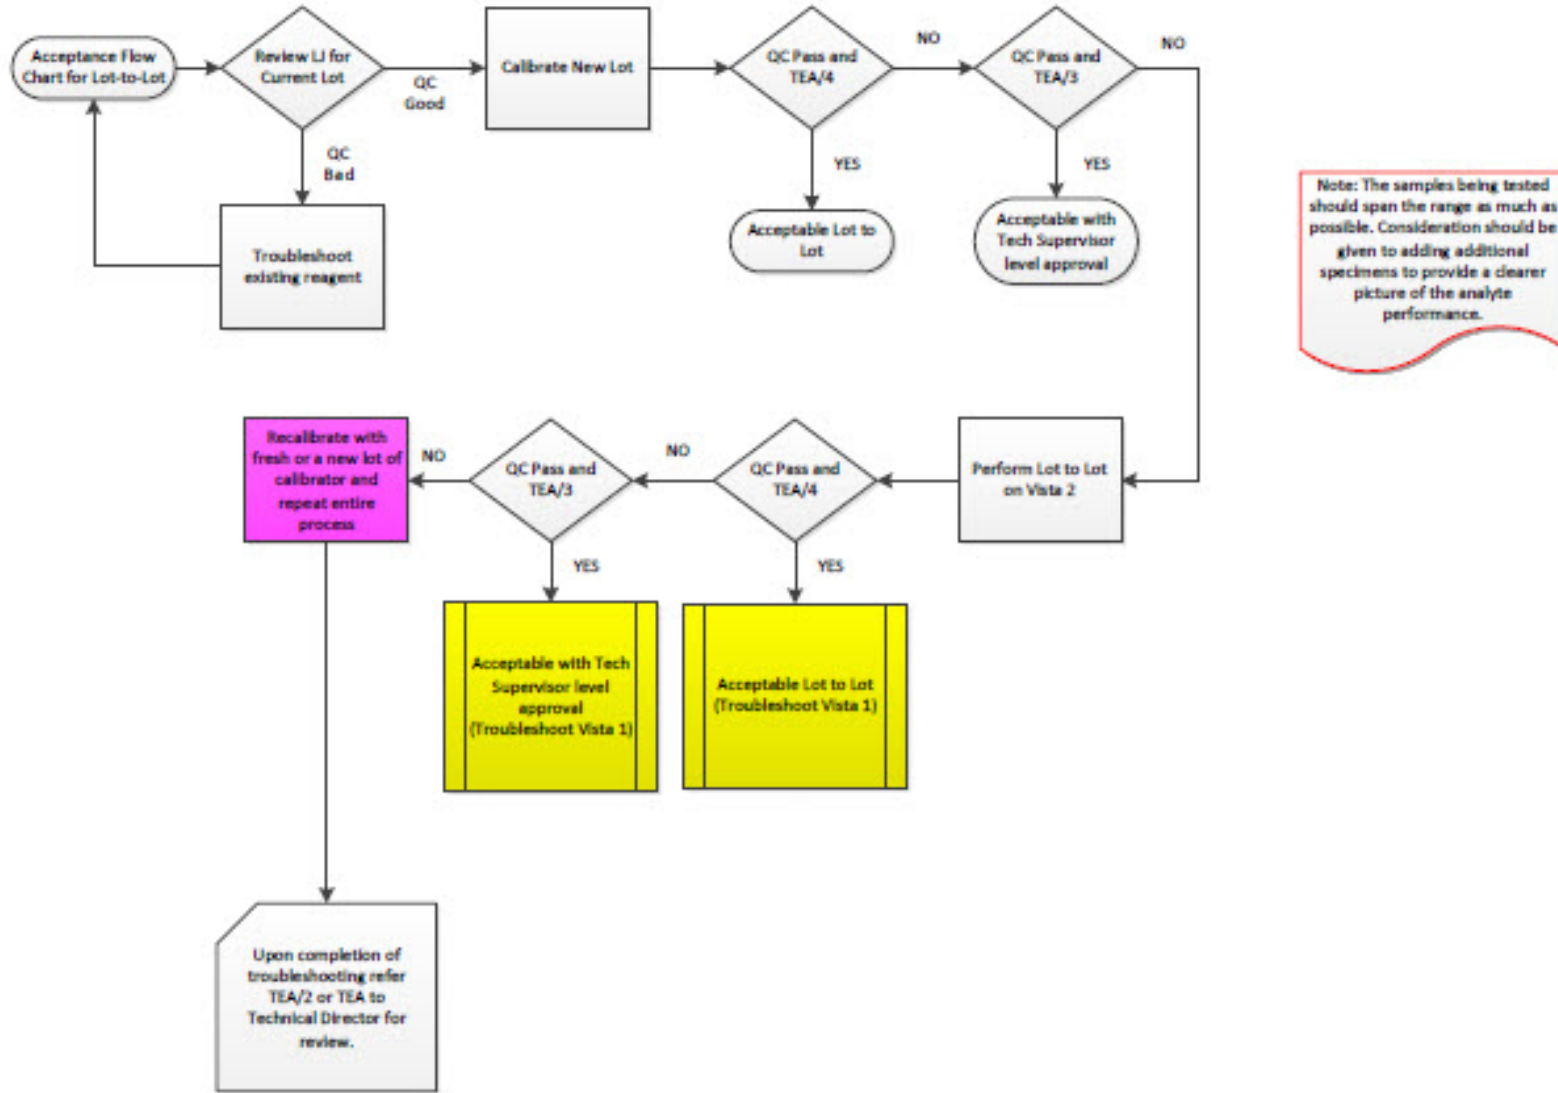 Acceptance Flow
Chart for Lot-to-Lot
Review LJ for
Current Lot
QC
Good
QC
Bad
Troubleshoot
existing reagent
Calibrate New Lot
QC Pass and
TEA/4
NO
YES
Acceptable Lot to
Lot
QC Pass and
TEA/3
NO
YES
Acceptable with
Tech Supervisor
level approval
Note: The samples being tested
should span the range as much as
possible. Consideration should be
given to adding additional
specimens to provide a clearer
picture of the analyte
performance.
Perform Lot to Lot
on Vista 2
QC Pass and
TEA/4
NO
YES
Acceptable Lot to Lot
(Troubleshoot Vista 1)
QC Pass and
TEA/3
NO
YES
Acceptable with Tech
Supervisor level
approval
(Troubleshoot Vista 1)
Recalibrate with
fresh or a new lot of
calibrator and
repeat entire
process
Upon completion of
troubleshooting refer
TEA/2 or TEA to
Technical Director for
review.